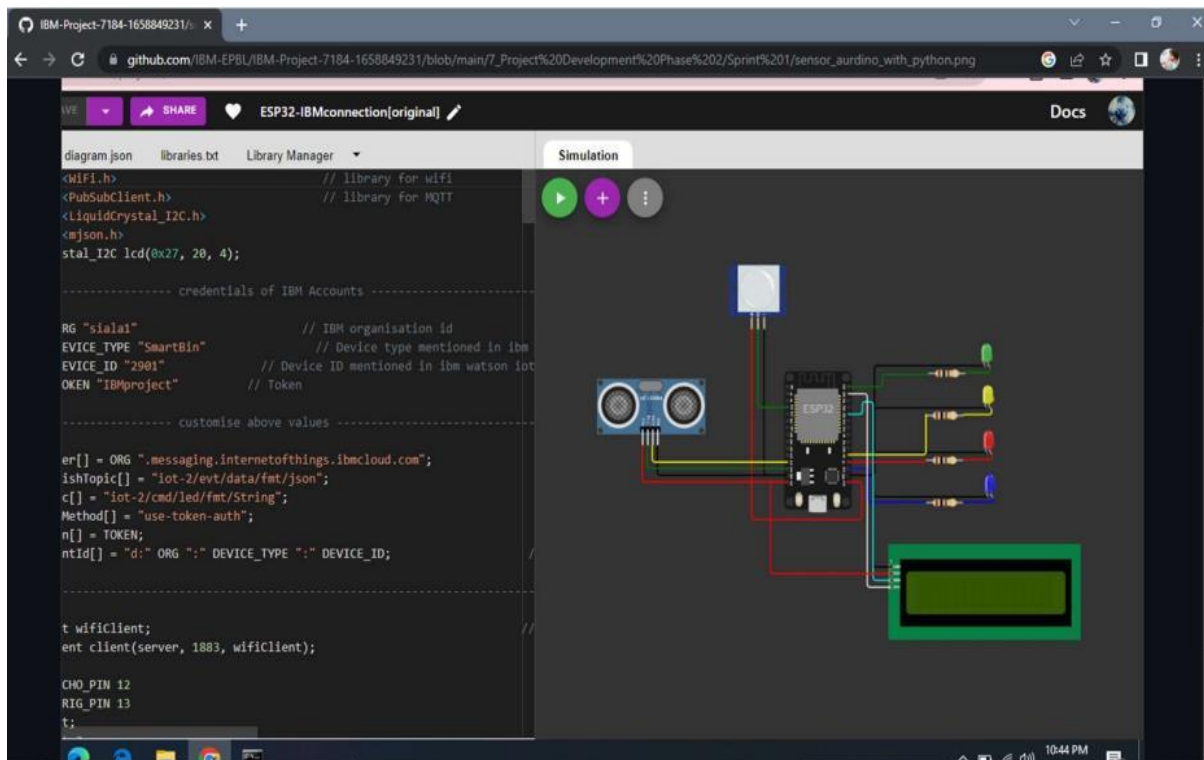 IBM-Project-7184-1658849231/s
github.com/IBM-EPBL/IBM-Project-7184-1658849231/blob/main/7_Project%20Development%20Phase%202/Sprint%201/sensor_aurdino_with_python.png
SHARE
ESP32-IBMconnection[original]
Docs
diagram.json libraries.txt Library Manager
Simulation
<WiFi.h> // library for wifi
<PubSubClient.h> // library for MQTT
<LiquidCrystal_I2C.h>
<mjson.h>
stal_I2C lcd(0x27, 20, 4);
--------------- credentials of IBM Accounts -----------------------
RG "siala1" // IBM organisation id
EVICE_TYPE "SmartBin" // Device type mentioned in ibm
EVICE_ID "2901" // Device ID mentioned in ibm watson iot
OKEN "IBMproject" // Token
--------------- customise above values ---------------------------
er[] = ORG ".messaging.internetofthings.ibmcloud.com";
ishTopic[] = "iot-2/evt/data/fmt/json";
c[] = "iot-2/cmd/led/fmt/String";
Method[] = "use-token-auth";
n[] = TOKEN;
ntId[] = "d:" ORG ":" DEVICE_TYPE ":" DEVICE_ID; /
t wifiClient; //
ent client(server, 1883, wifiClient);
CHO_PIN 12
RIG_PIN 13
t;
ESP32
10:44 PM